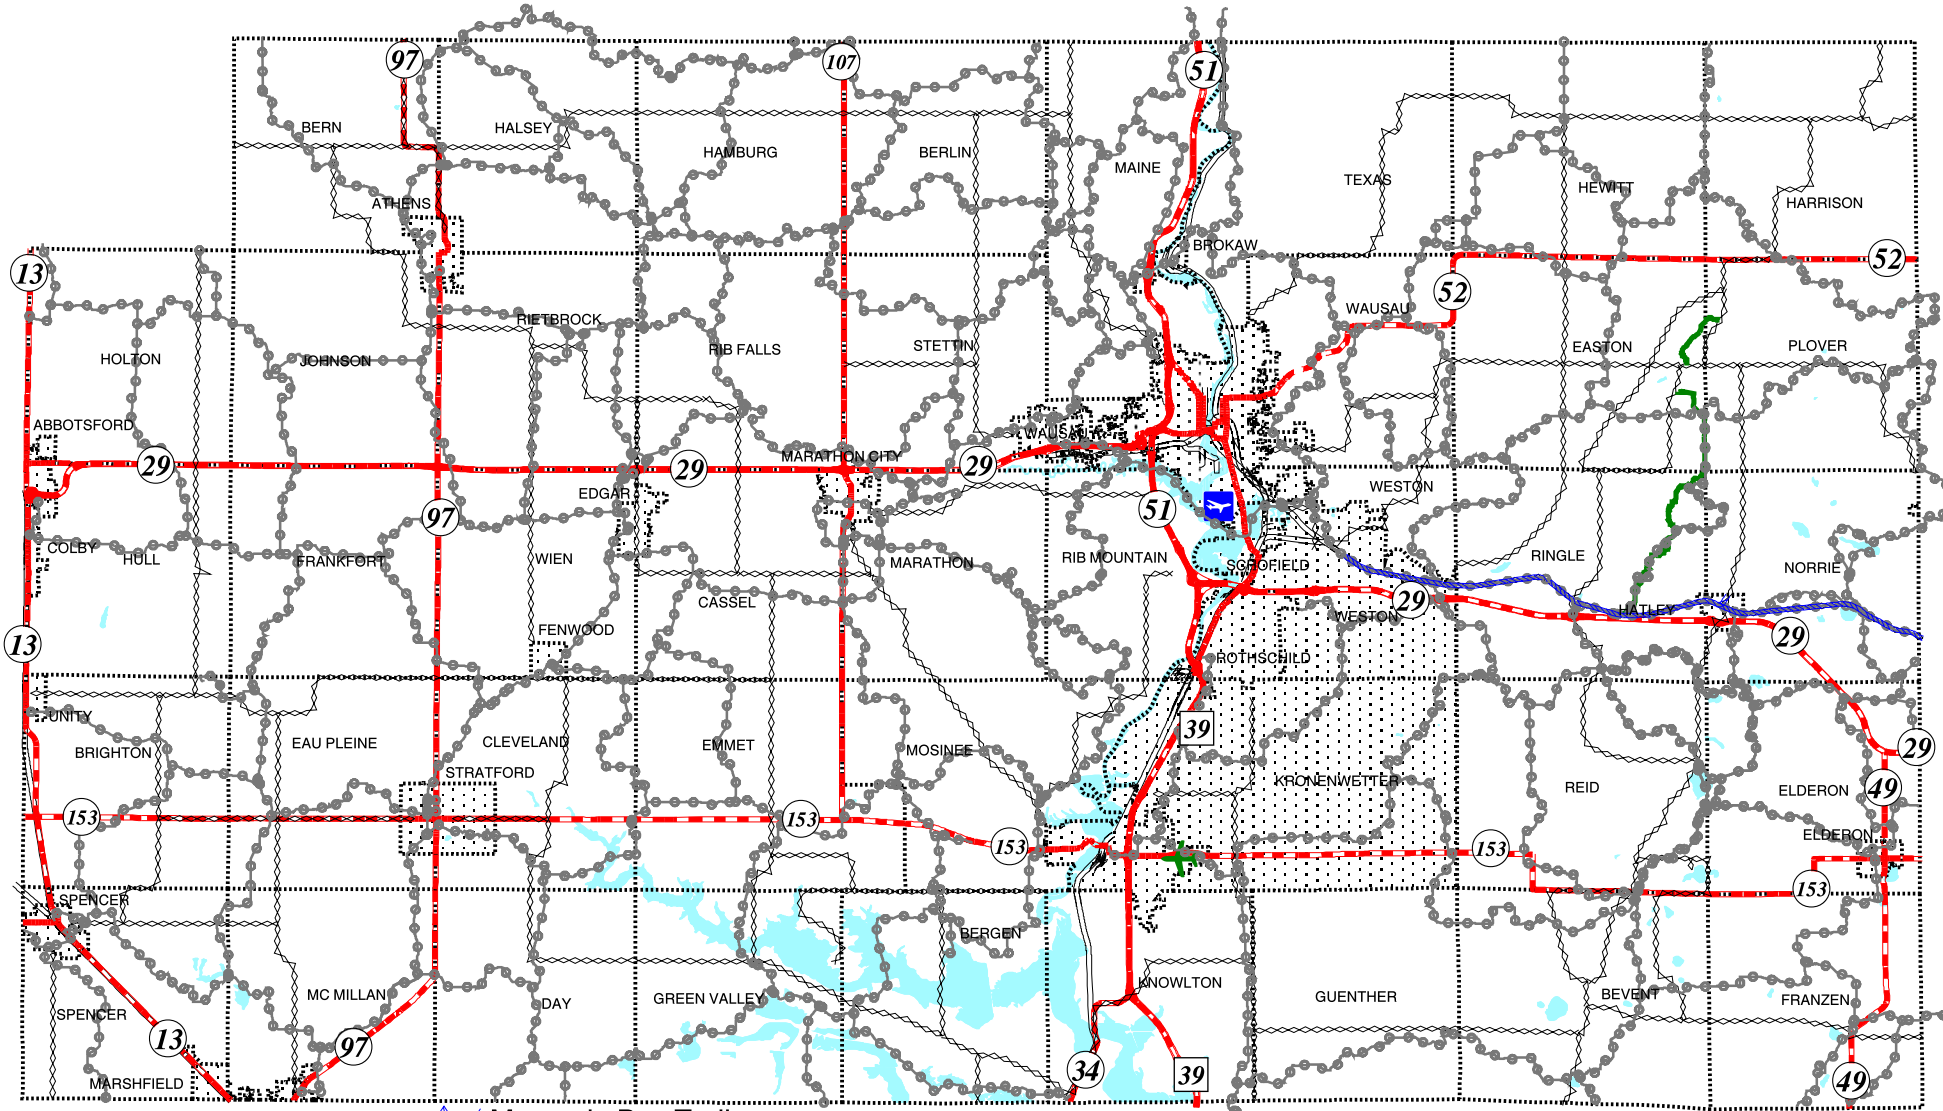 97
107
51
BERN
HALSEY
HAMBURG
BERLIN
MAINE
TEXAS
HEWITT
HARRISON
ATHENS
BROKAW
13
52
52
RIETBROCK
WAUSAU
HOLTON
JOHNSON
RIB FALLS
STETTIN
EASTON
PLOVER
ABBOTSFORD
WAUSAU
29
29
MARATHON CITY
29
EDGAR
WESTON
97
51
COLBY
HULL
FRANKFORT
WIEN
MARATHON
RIB MOUNTAIN
SCHOFIELD
RINGLE
NORRIE
CASSEL
29
HATLEY
WESTON
13
FENWOOD
29
ROTHSCHILD
UNITY
39
BRIGHTON
EAU PLEINE
CLEVELAND
EMMET
MOSINEE
29
STRATFORD
KRONENWETTER
REID
ELDERON
49
153
153
153
153
ELDERON
153
SPENCER
BERGEN
MC MILLAN
DAY
GREEN VALLEY
KNOWLTON
GUENTHER
BEVENT
FRANZEN
SPENCER
13
97
34
39
49
MARSHFIELD